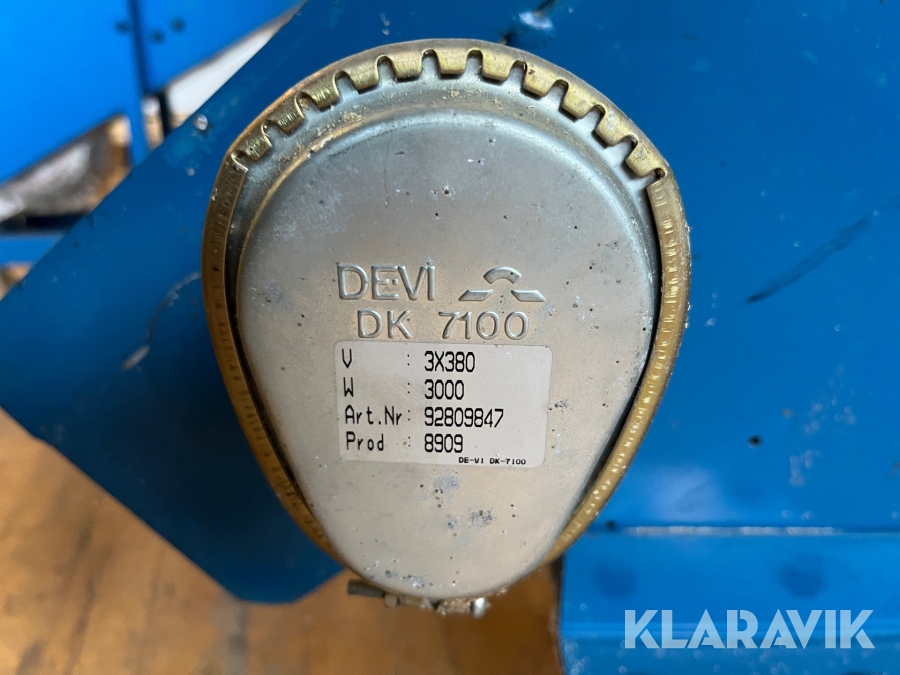 DEVI
DK 7100
V : 3X380
W : 3000
Art.Nr : 92809847
Prod : 8909
DE-VI DK-7100
KLARAVIK